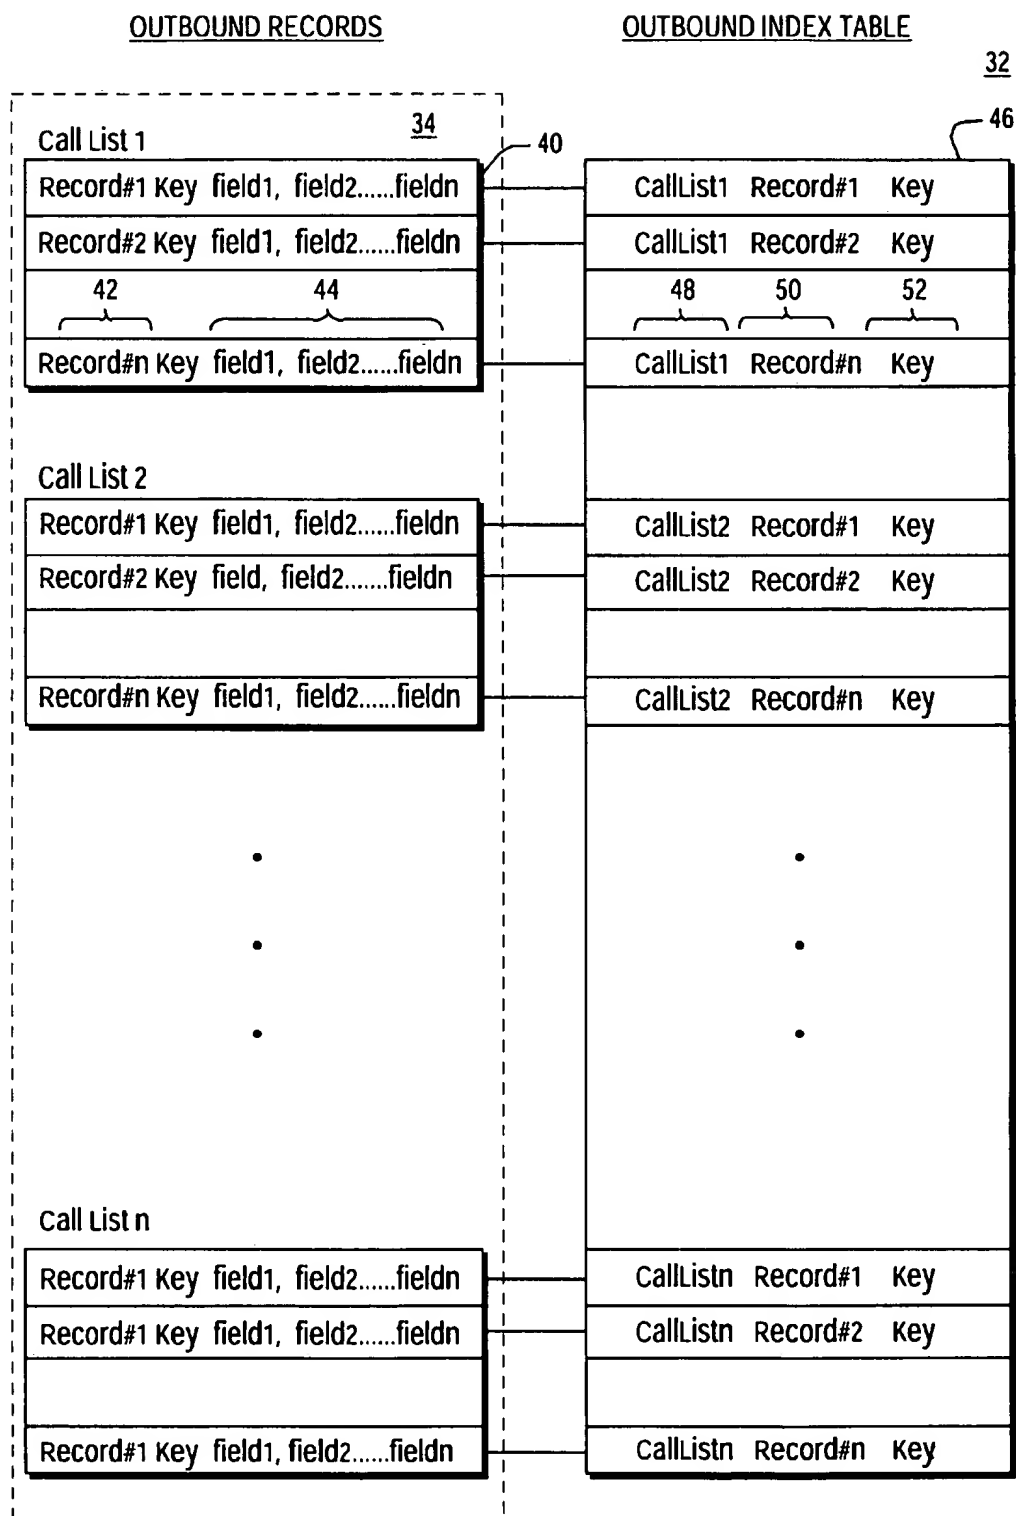 OUTBOUND RECORDS
OUTBOUND INDEX TABLE
32
34
46
Call List 1
40
Record#1 Key field1, field2......fieldn
CallList1 Record#1 Key
Record#2 Key field1, field2......fieldn
CallList1 Record#2 Key
42
44
48
50
52
Record#n Key field1, field2......fieldn
CallList1 Record#n Key
Call List 2
Record#1 Key field1, field2......fieldn
CallList2 Record#1 Key
Record#2 Key field, field2.......fieldn
CallList2 Record#2 Key
Record#n Key field1, field2......fieldn
CallList2 Record#n Key
Call List n
Record#1 Key field1, field2......fieldn
CallListn Record#1 Key
Record#1 Key field1, field2......fieldn
CallListn Record#2 Key
Record#1 Key field1, field2......fieldn
CallListn Record#n Key